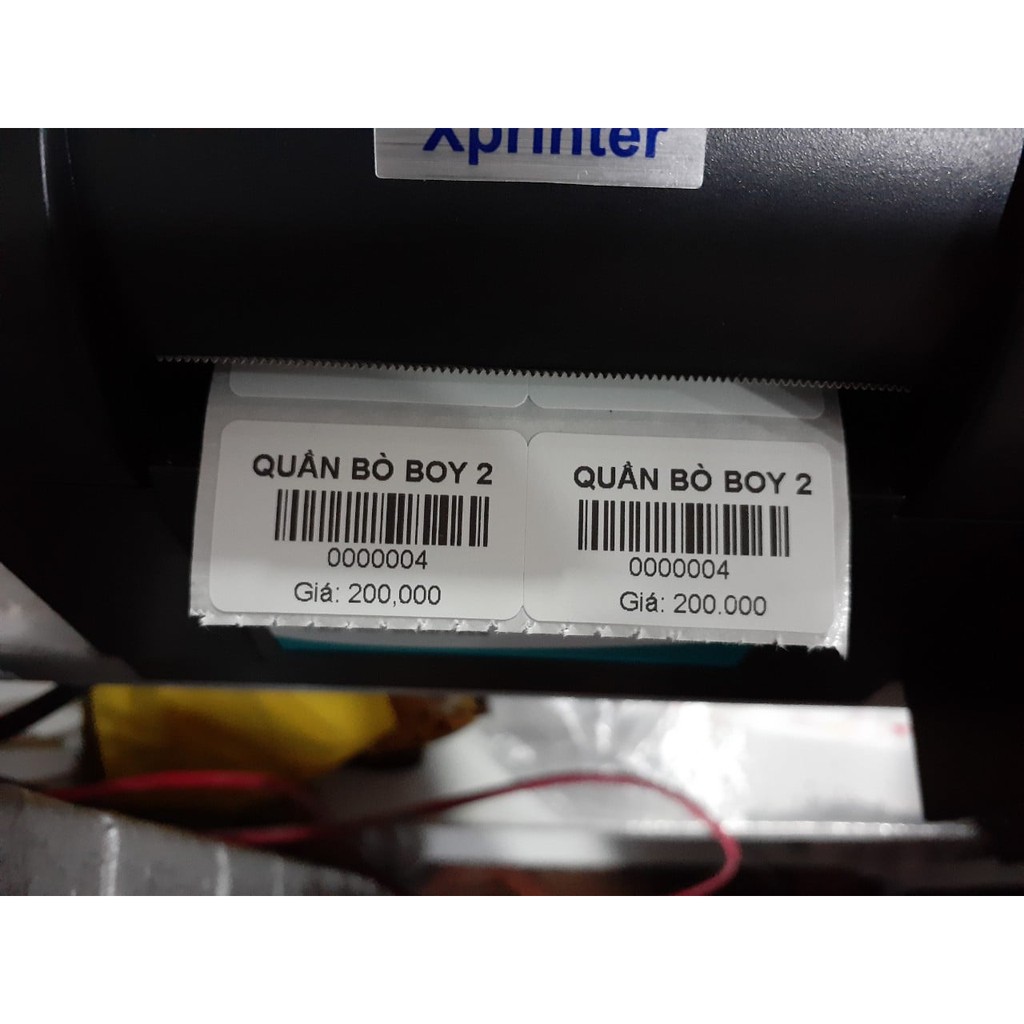 Xprinter
QUẦN BÒ BOY 2
0000004
Giá: 200,000
QUẦN BÒ BOY 2
0000004
Giá: 200.000